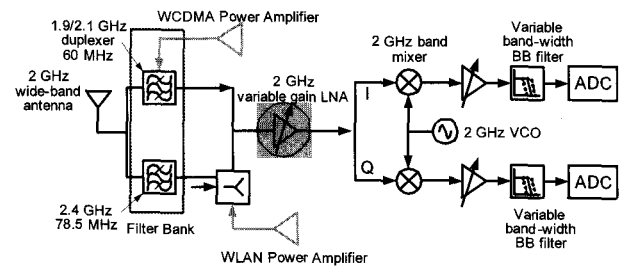 WCDMA Power Amplifier
1.9/2.1 GHz
duplexer
60 MHz
2 GHz
wide-band
antenna
2.4 GHz
78.5 MHz
Filter Bank
WLAN Power Amplifier
2 GHz
variable gain LNA
I
Q
2 GHz band
mixer
2 GHz VCO
Variable
band-width
BB filter
ADC
ADC
Variable
band-width
BB filter